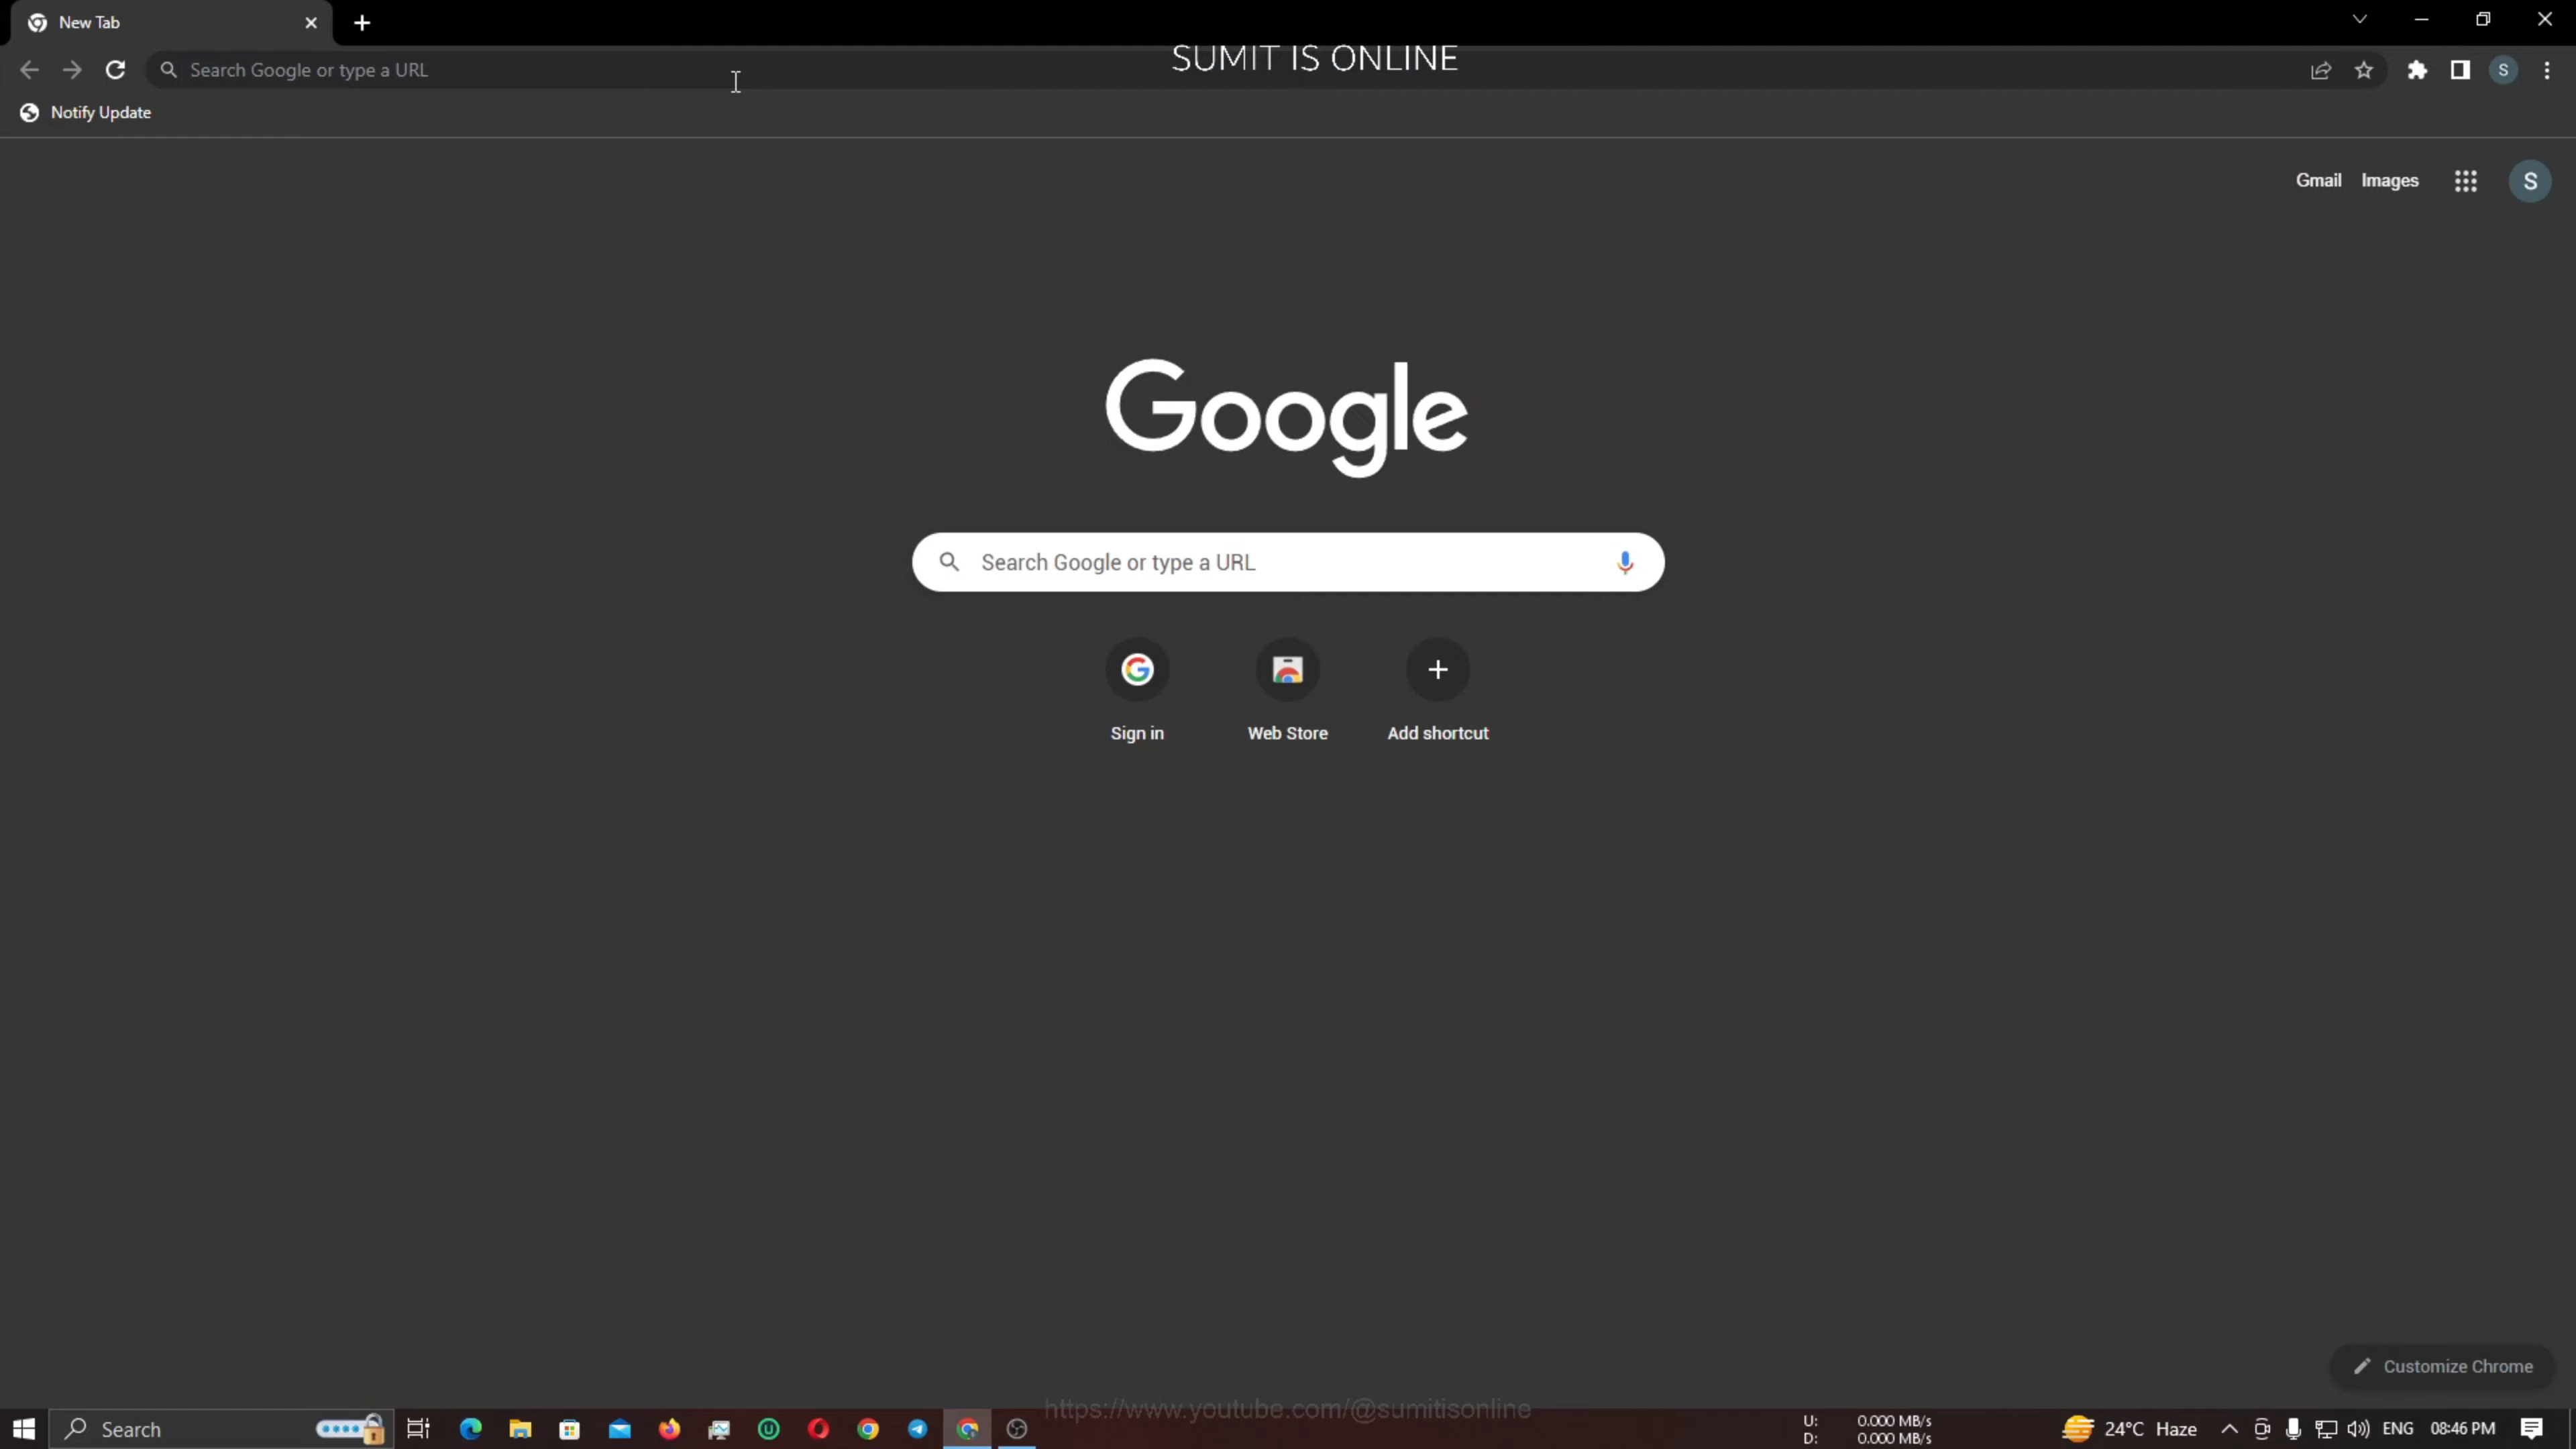 New Tab
SUMIT IS ONLINE
Search Google or type a URL
S
Notify Update
Gmail Images
S
Google
Search Google or type a URL
Sign in
Web Store
Add shortcut
Customize Chrome
https://www.youtube.com/@sumitisonline
Search
U: 0.000 MB/s
D: 0.000 MB/s
24°C Haze
ENG
08:46 PM